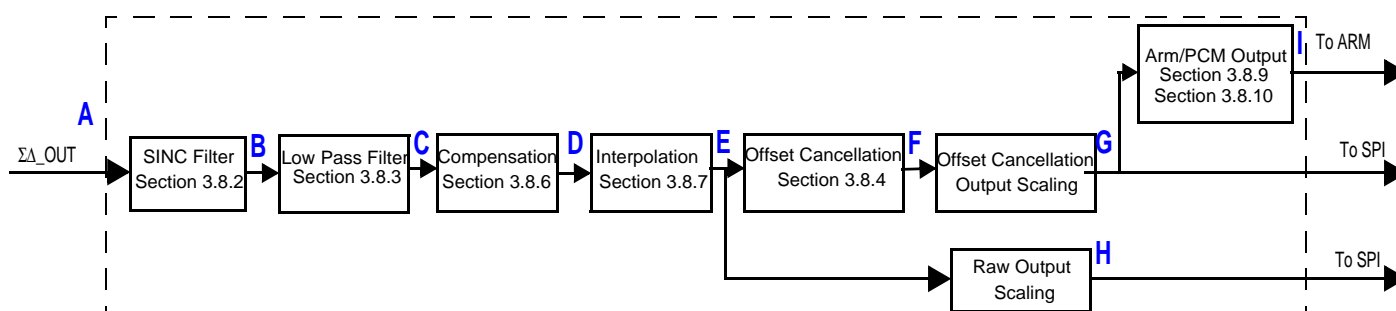 A
ΣΔ_OUT
SINC Filter
Section 3.8.2
B
Low Pass Filter
Section 3.8.3
C
Compensation
Section 3.8.6
D
Interpolation
Section 3.8.7
E
Offset Cancellation
Section 3.8.4
F
Offset Cancellation
Output Scaling
G
Arm/PCM Output
Section 3.8.9
Section 3.8.10
I
To ARM
To SPI
Raw Output
Scaling
H
To SPI